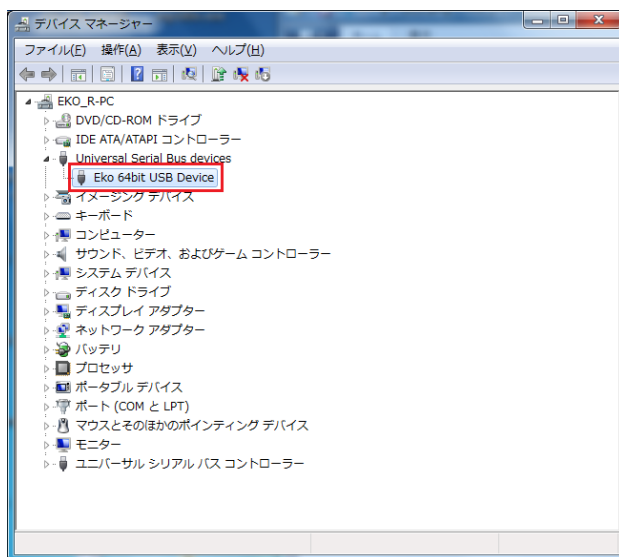 デバイス マネージャー
ファイル(F) 操作(A) 表示(V) ヘルプ(H)
EKO_R-PC
DVD/CD-ROM ドライブ
IDE ATA/ATAPI コントローラー
Universal Serial Bus devices
Eko 64bit USB Device
イメージング デバイス
キーボード
コンピューター
サウンド、ビデオ、およびゲーム コントローラー
システム デバイス
ディスク ドライブ
ディスプレイ アダプター
ネットワーク アダプター
バッテリ
プロセッサ
ポータブル デバイス
ポート (COM と LPT)
マウスとそのほかのポインティング デバイス
モニター
ユニバーサル シリアル バス コントローラー